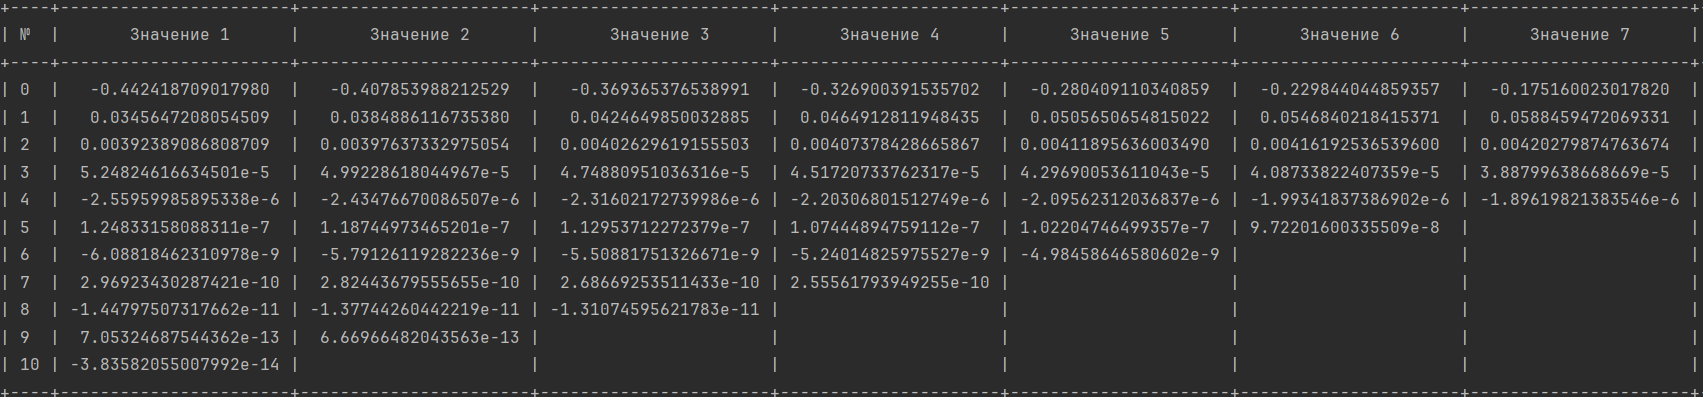 +----+------------------------+-----------------------+-----------------------+----------------------+----------------------+----------------------+----------------------+
| № | Значение 1 | Значение 2 | Значение 3 | Значение 4 | Значение 5 | Значение 6 | Значение 7 |
+----+------------------------+-----------------------+-----------------------+----------------------+----------------------+----------------------+----------------------+
| 0 | -0.442418709017980 | -0.407853988212529 | -0.369365376538991 | -0.326900391535702 | -0.280409110340859 | -0.229844044859357 | -0.175160023017820 |
| 1 | 0.0345647208054509 | 0.0384886116735380 | 0.0424649850032885 | 0.0464912811948435 | 0.0505650654815022 | 0.0546840218415371 | 0.0588459472069331 |
| 2 | 0.00392389086808709 | 0.00397637332975054 | 0.00402629619155503 | 0.00407378428665867 | 0.00411895636003490 | 0.00416192536539600 | 0.00420279874763674 |
| 3 | 5.24824616634501e-5 | 4.99228618044967e-5 | 4.74880951036316e-5 | 4.51720733762317e-5 | 4.29690053611043e-5 | 4.08733822407359e-5 | 3.88799638668669e-5 |
| 4 | -2.55959985895338e-6 | -2.43476670086507e-6 | -2.31602172739986e-6 | -2.20306801512749e-6 | -2.09562312036837e-6 | -1.99341837386902e-6 | -1.89619821383546e-6 |
| 5 | 1.24833158088311e-7 | 1.18744973465201e-7 | 1.12953712272379e-7 | 1.07444894759112e-7 | 1.02204746499357e-7 | 9.72201600335509e-8 | |
| 6 | -6.08818462310978e-9 | -5.79126119282236e-9 | -5.50881751326671e-9 | -5.24014825975527e-9 | -4.98458646580602e-9 | | |
| 7 | 2.96923430287421e-10 | 2.82443679555655e-10 | 2.68669253511433e-10 | 2.55561793949255e-10 | | | |
| 8 | -1.44797507317662e-11 | -1.37744260442219e-11 | -1.31074595621783e-11 | | | | |
| 9 | 7.05324687544362e-13 | 6.66966482043563e-13 | | | | | |
| 10 | -3.83582055007992e-14 | | | | | | |
+----+------------------------+-----------------------+-----------------------+----------------------+----------------------+----------------------+----------------------+